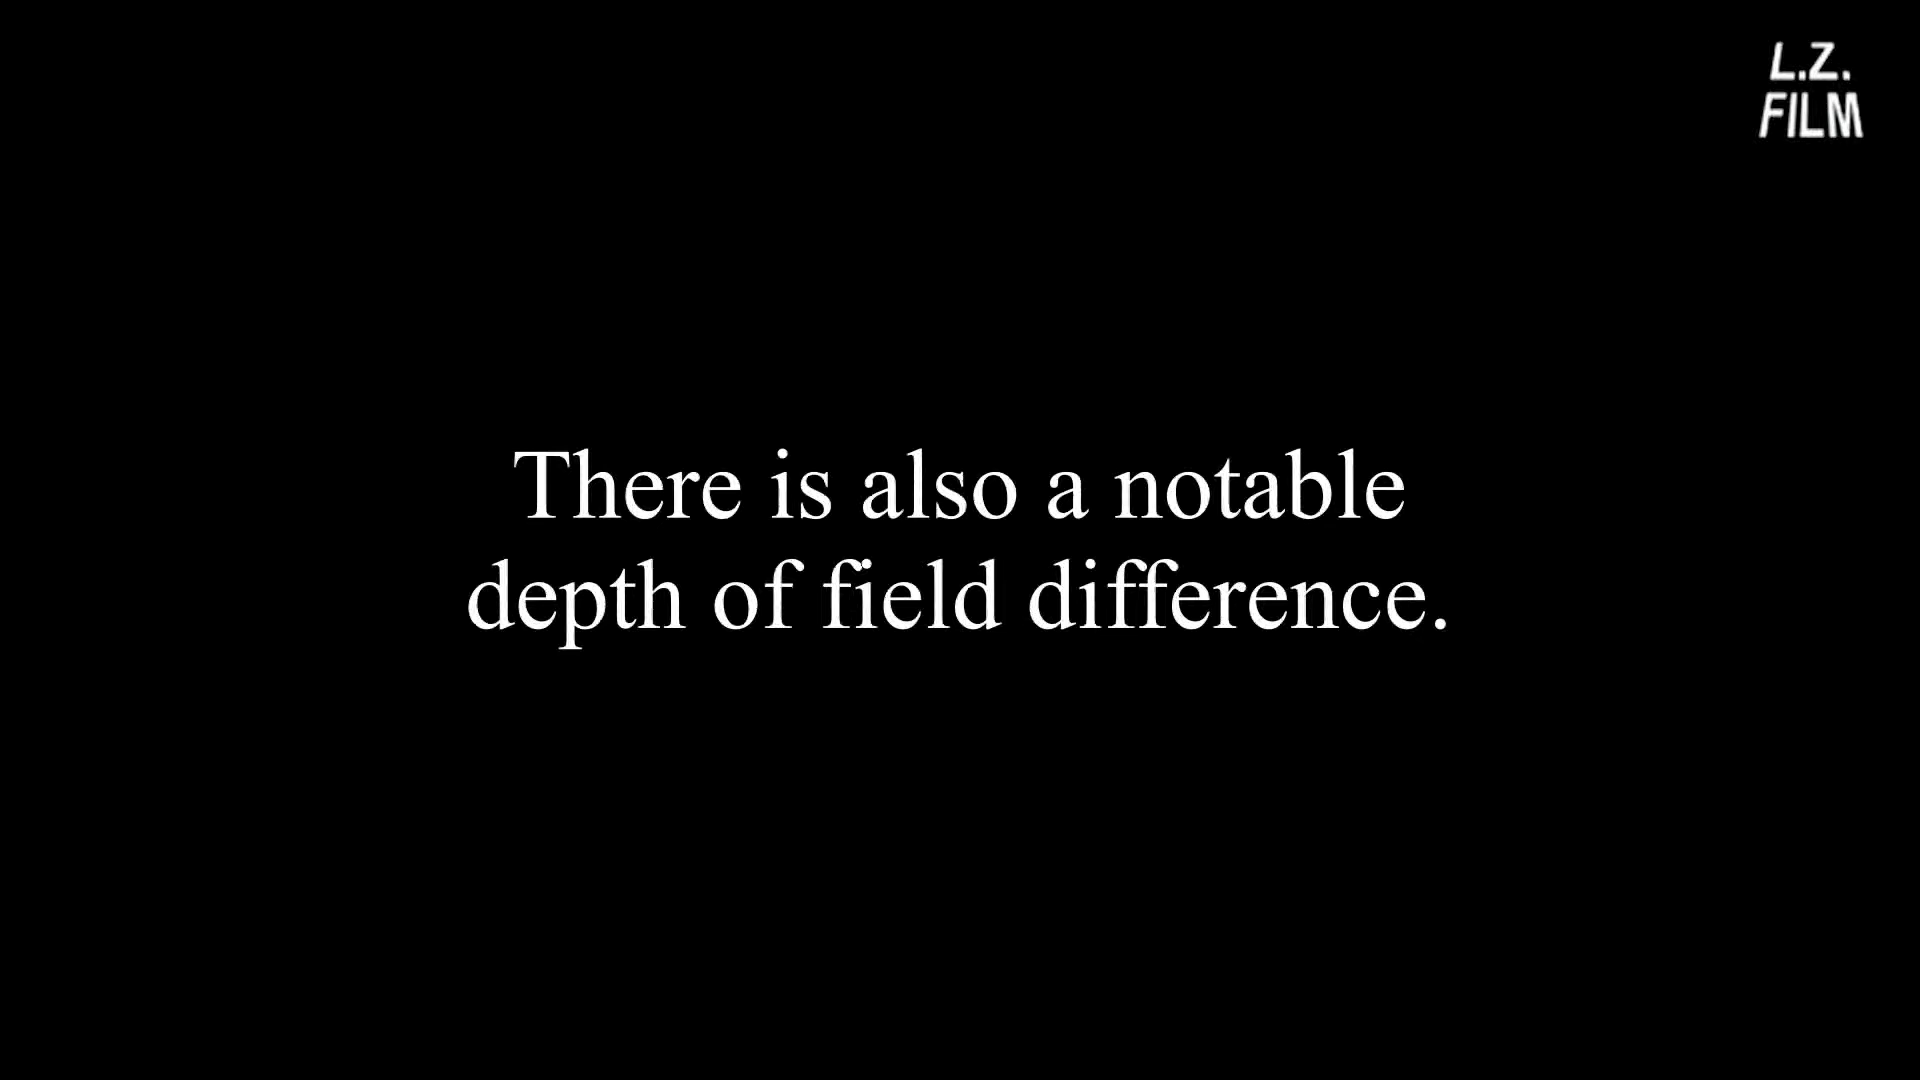 L.Z.
FILM
There is also a notable
depth of field difference.